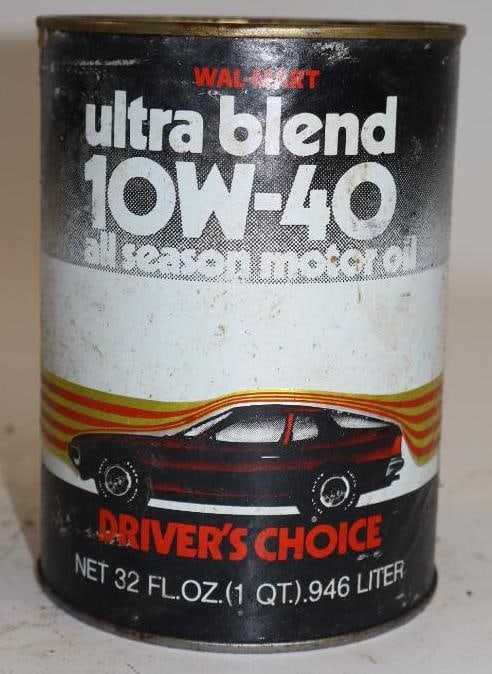 WAL-MART
ultra blend
10W-40
all season motor oil
DRIVER'S CHOICE
NET 32 FL.OZ.(1 QT.).946 LITER